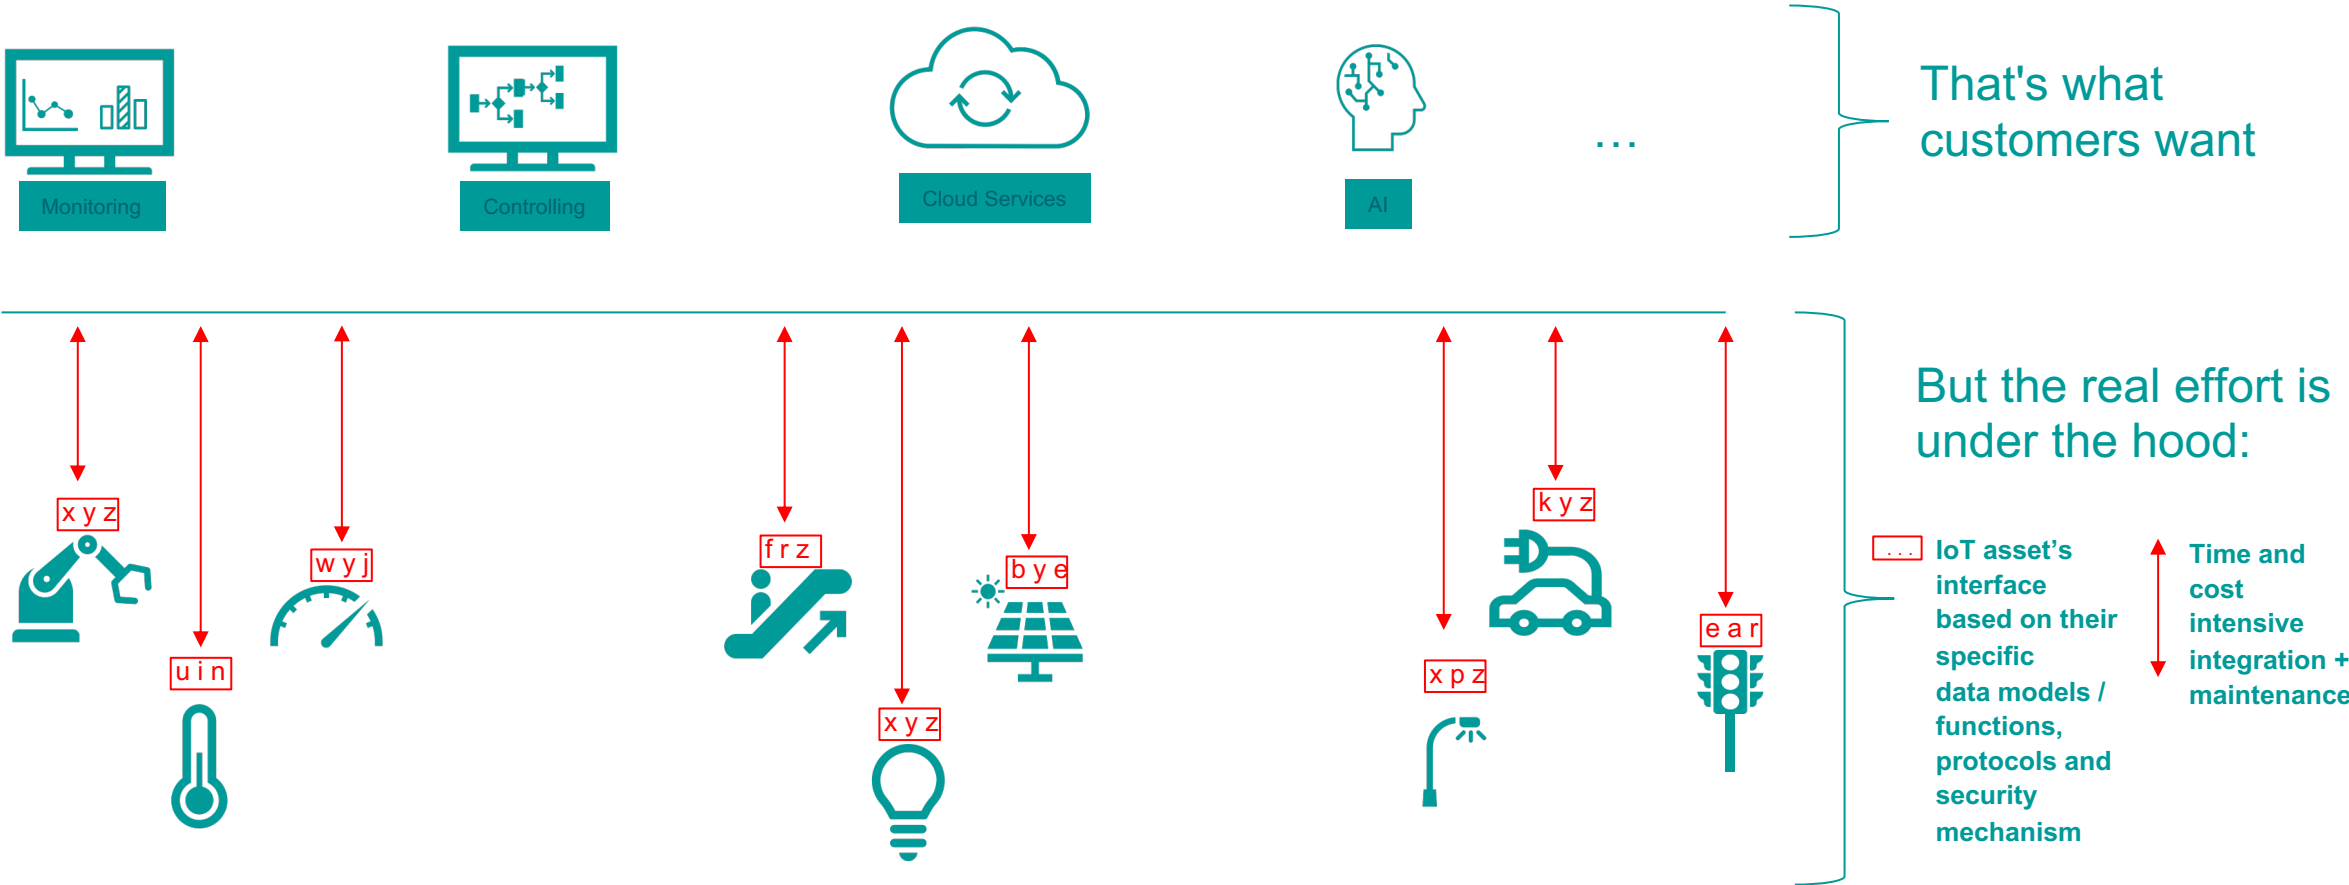 That's what
customers want
...
Monitoring
Controlling
Cloud Services
AI
But the real effort is
under the hood:
x y z
u i n
w y j
f r z
x y z
b y e
x p z
k y z
e a r
...
IoT asset’s
interface
based on their
specific
data models /
functions,
protocols and
security
mechanism
Time and
cost
intensive
integration +
maintenance